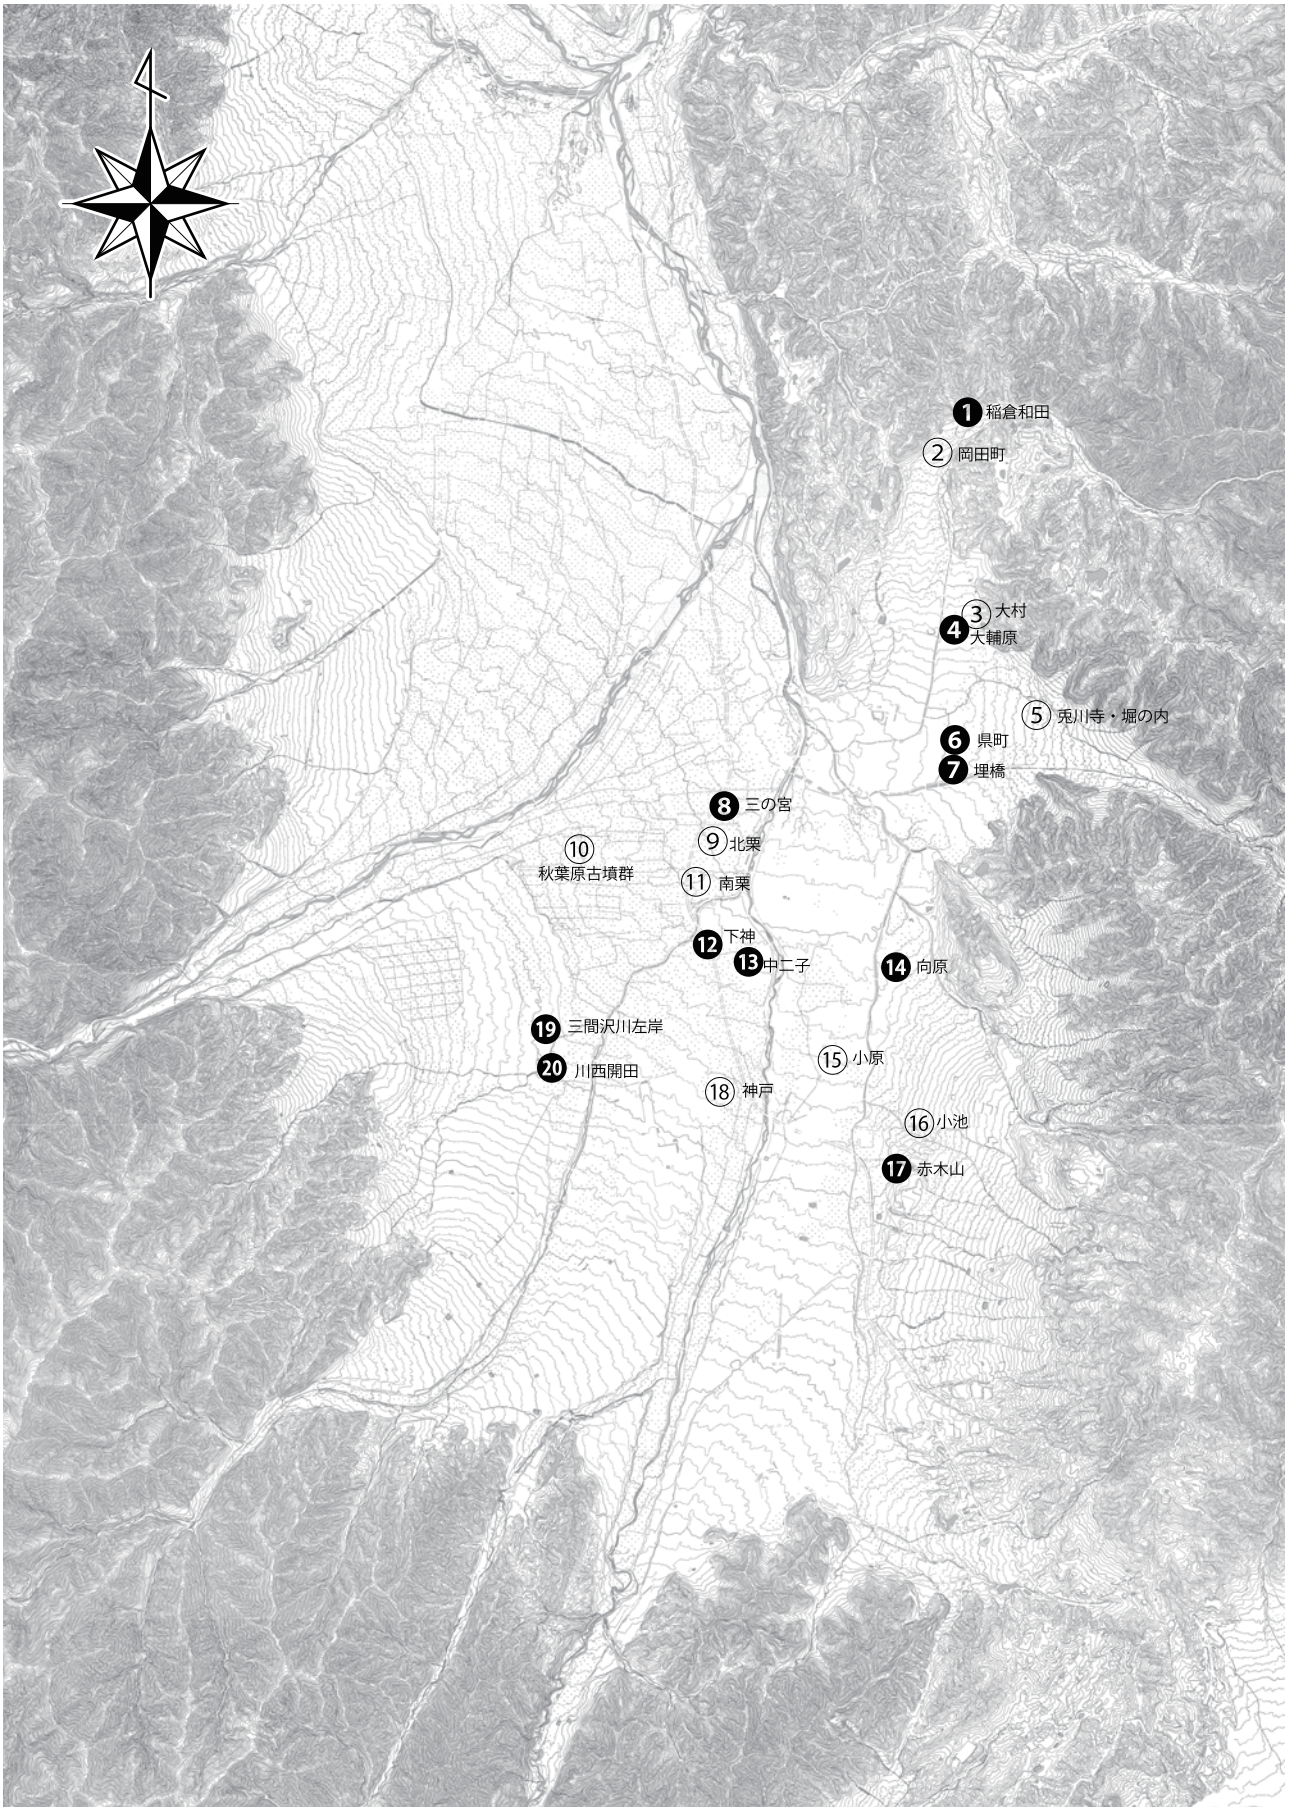 1 稲倉和田
2 岡田町
3 大村
4 大輔原
5 兎川寺・堀の内
6 県町
7 埋橋
8 三の宮
9 北栗
10 秋葉原古墳群
11 南栗
12 下神
13 中二子
14 向原
15 小原
16 小池
17 赤木山
18 神戸
19 三間沢川左岸
20 川西開田